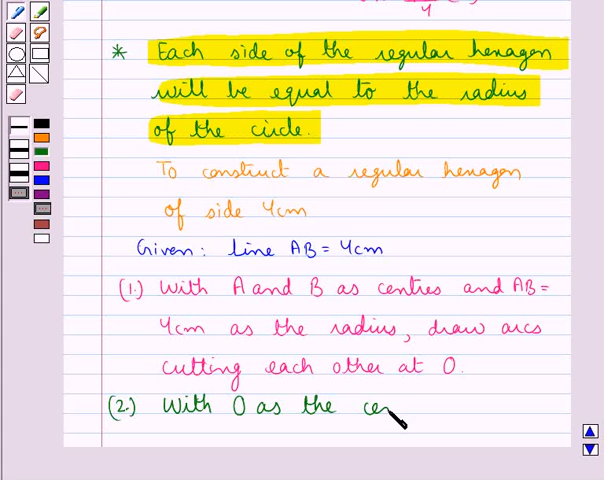 4
* Each side of the regular hexagon
will be equal to the radius
of the circle.
To construct a regular hexagon
of side 4cm
Given: line AB = 4cm
(1.) With A and B as centres and AB =
4cm as the radius, draw arcs
cutting each other at O.
(2.) With O as the cen